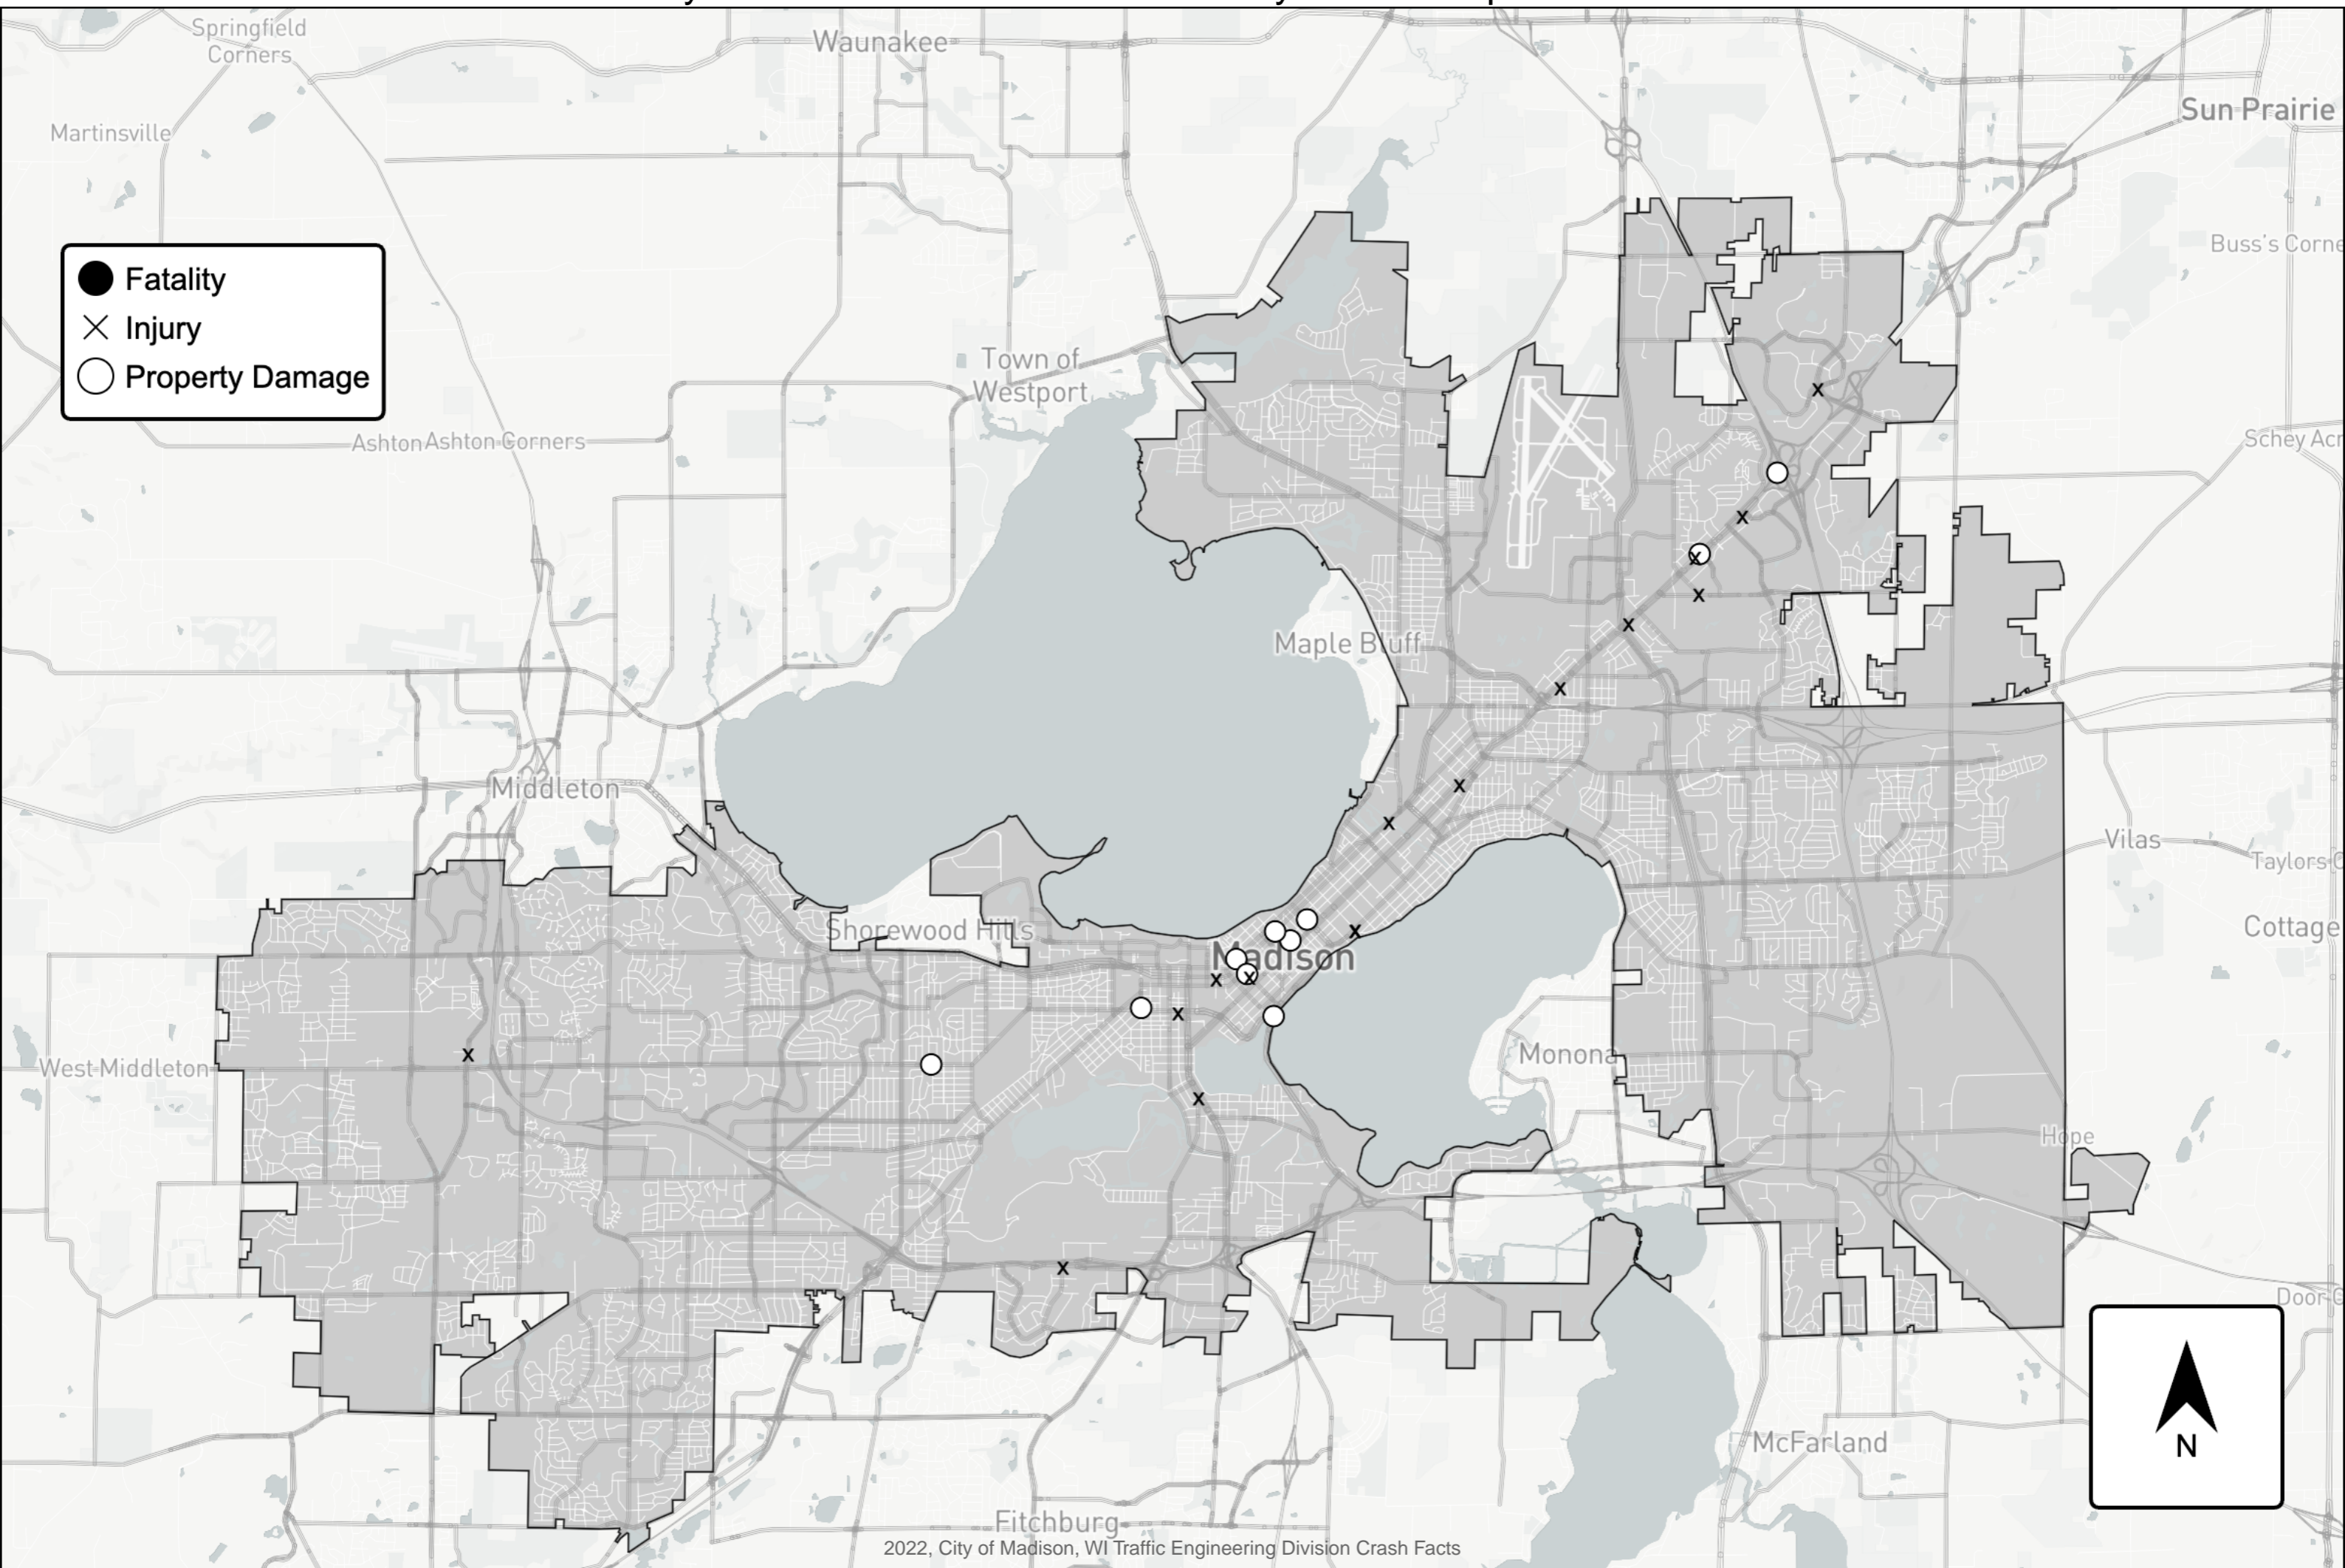 Springfield
Corners
Waunakee
Sun Prairie
Martinsville
Buss's Corne
Fatality
Injury
Property Damage
Town of
Westport
Ashton
Ashton Corners
Schey Acr
Maple Bluff
Middleton
Vilas
Taylors C
Shorewood Hills
Cottage
Madison
West Middleton
Monona
Hope
Door C
N
McFarland
Fitchburg
2022, City of Madison, WI Traffic Engineering Division Crash Facts